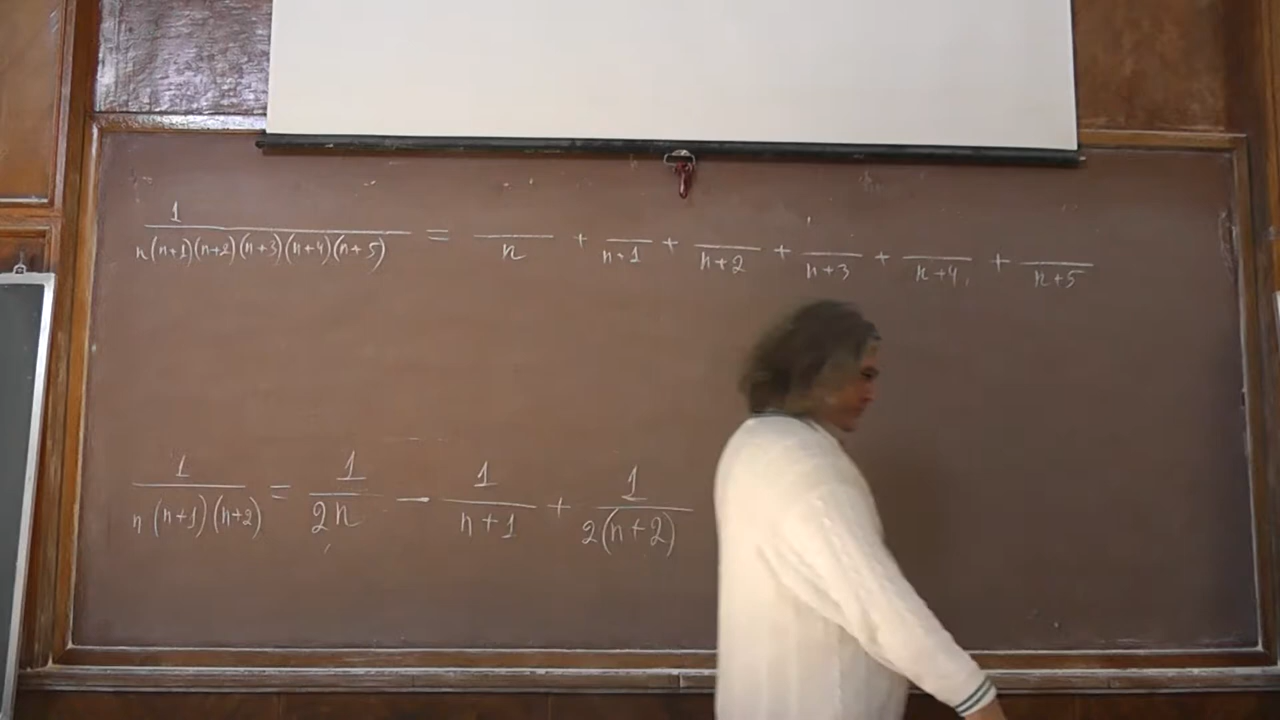 1/(n(n+1)(n+2)(n+3)(n+4)(n+5)) = —/n + —/(n+1) + —/(n+2) + —/(n+3) + —/(n+4) + —/(n+5)
1/(n(n+1)(n+2)) = 1/(2n) − 1/(n+1) + 1/(2(n+2))